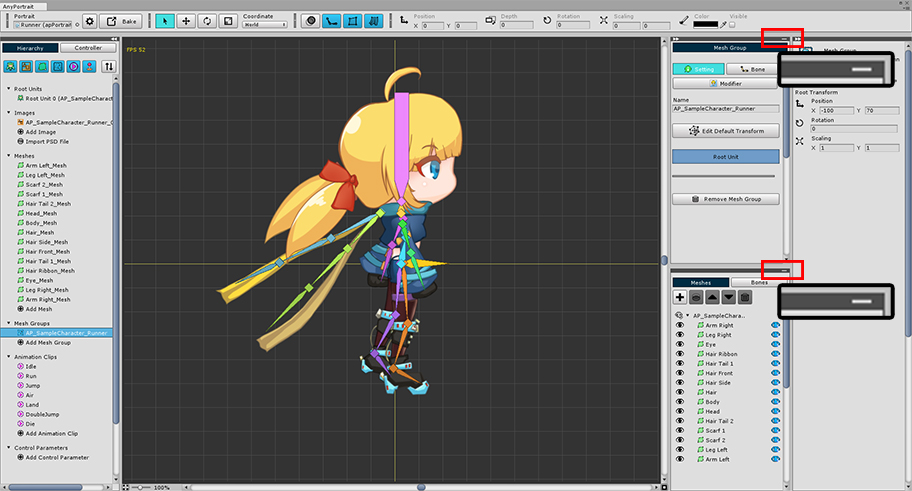 AnyPortrait
Portrait
Runner (apPortrait
Bake
Coordinate
World
Position
X 0 Y 0
Depth
0
Rotation
0
Scaling
0 0
Color
Visible
Hierarchy
Controller
Root Units
Root Unit 0 (AP_SampleCharact
Images
AP_SampleCharacter_Runner_0
Add Image
Import PSD File
Meshes
Arm Left_Mesh
Leg Left_Mesh
Scarf 2_Mesh
Scarf 1_Mesh
Hair Tail 2_Mesh
Head_Mesh
Body_Mesh
Hair_Mesh
Hair Side_Mesh
Hair Front_Mesh
Hair Tail 1_Mesh
Hair Ribbon_Mesh
Eye_Mesh
Leg Right_Mesh
Arm Right_Mesh
Add Mesh
Mesh Groups
AP_SampleCharacter_Runner
Add Mesh Group
Animation Clips
Idle
Run
Jump
Air
Land
DoubleJump
Die
Add Animation Clip
Control Parameters
Add Control Parameter
FPS 52
100%
Mesh Group
Setting
Bone
Modifier
Name
AP_SampleCharacter_Runner
Edit Default Transform
Root Unit
Remove Mesh Group
Meshes
Bones
AP_SampleChara..
Arm Right
Leg Right
Eye
Hair Ribbon
Hair Tail 1
Hair Front
Hair Side
Hair
Body
Head
Hair Tail 2
Scarf 1
Scarf 2
Leg Left
Arm Left
Root Transform
Position
X -100 Y 70
Rotation
0
Scaling
X 1 Y 1